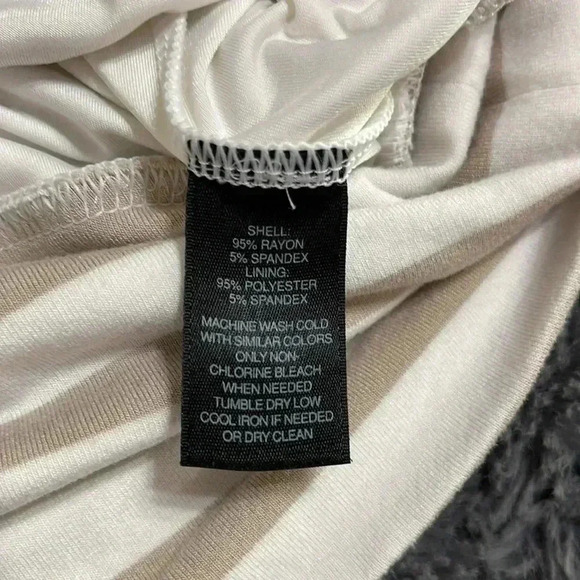 SHELL:
95% RAYON
5% SPANDEX
LINING:
95% POLYESTER
5% SPANDEX
MACHINE WASH COLD
WITH SIMILAR COLORS
ONLY NON-
CHLORINE BLEACH
WHEN NEEDED
TUMBLE DRY LOW
COOL IRON IF NEEDED
OR DRY CLEAN